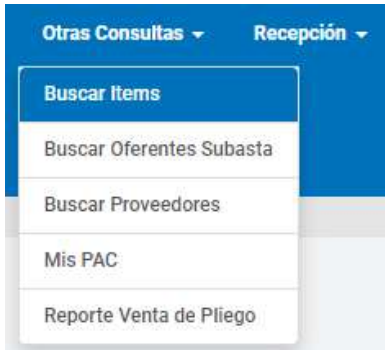 Otras Consultas Recepción
Buscar Items
Buscar Oferentes Subasta
Buscar Proveedores
Mis PAC
Reporte Venta de Pliego